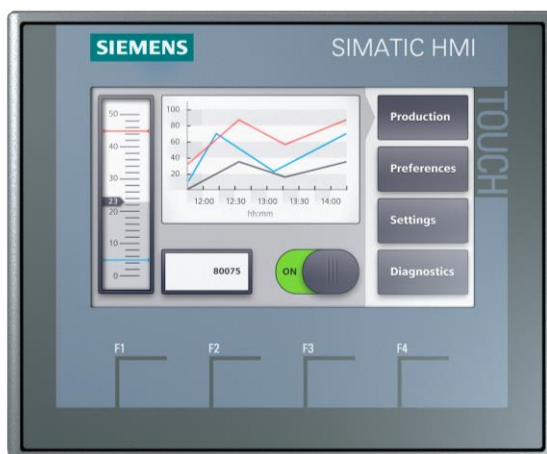 SIEMENS
SIMATIC HMI
TOUCH
50
40
30
23
20
10
0
100
80
60
40
20
12:00 12:30 13:00 13:30 14:00
hh:mm
80075
ON
Production
Preferences
Settings
Diagnostics
F1 F2 F3 F4